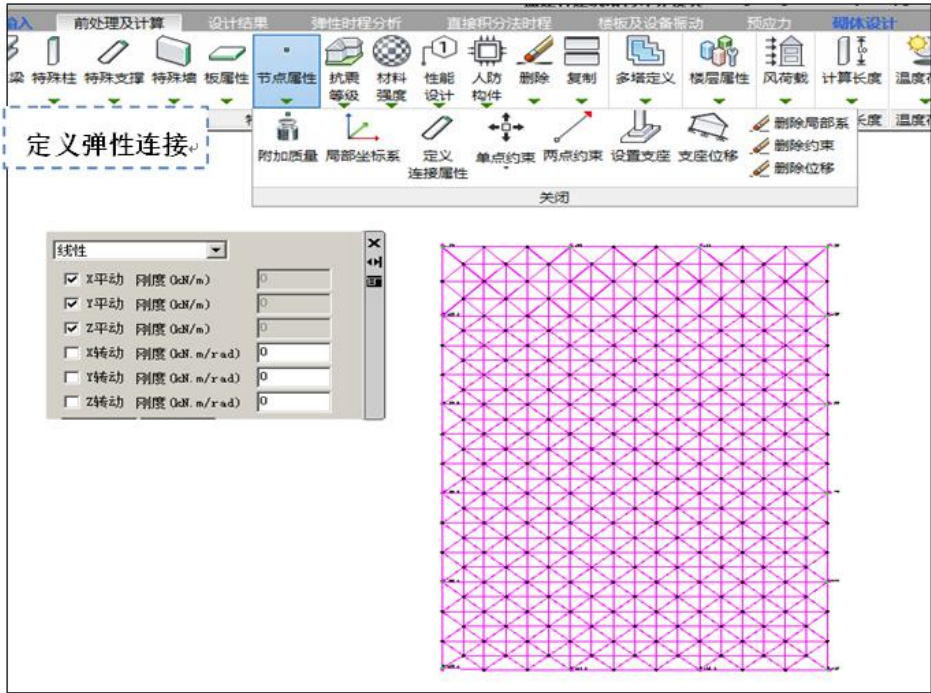 前处理及计算 设计结果 弹性时程分析 直接积分法时程 楼板及设备振动 预应力 砌体设计
梁 特殊柱 特殊支撑 特殊墙 板属性 节点属性 抗震等级 材料强度 性能设计 人防构件 删除 复制 多塔定义 楼层属性 风荷载 计算长度
定义弹性连接
附加质量 局部坐标系 定义连接属性 单点约束 两点约束 设置支座 支座位移
删除局部系
删除约束
删除位移
关闭
线性
X平动 刚度(kN/m) 0
Y平动 刚度(kN/m) 0
Z平动 刚度(kN/m) 0
X转动 刚度(kN.m/rad) 0
Y转动 刚度(kN.m/rad) 0
Z转动 刚度(kN.m/rad) 0